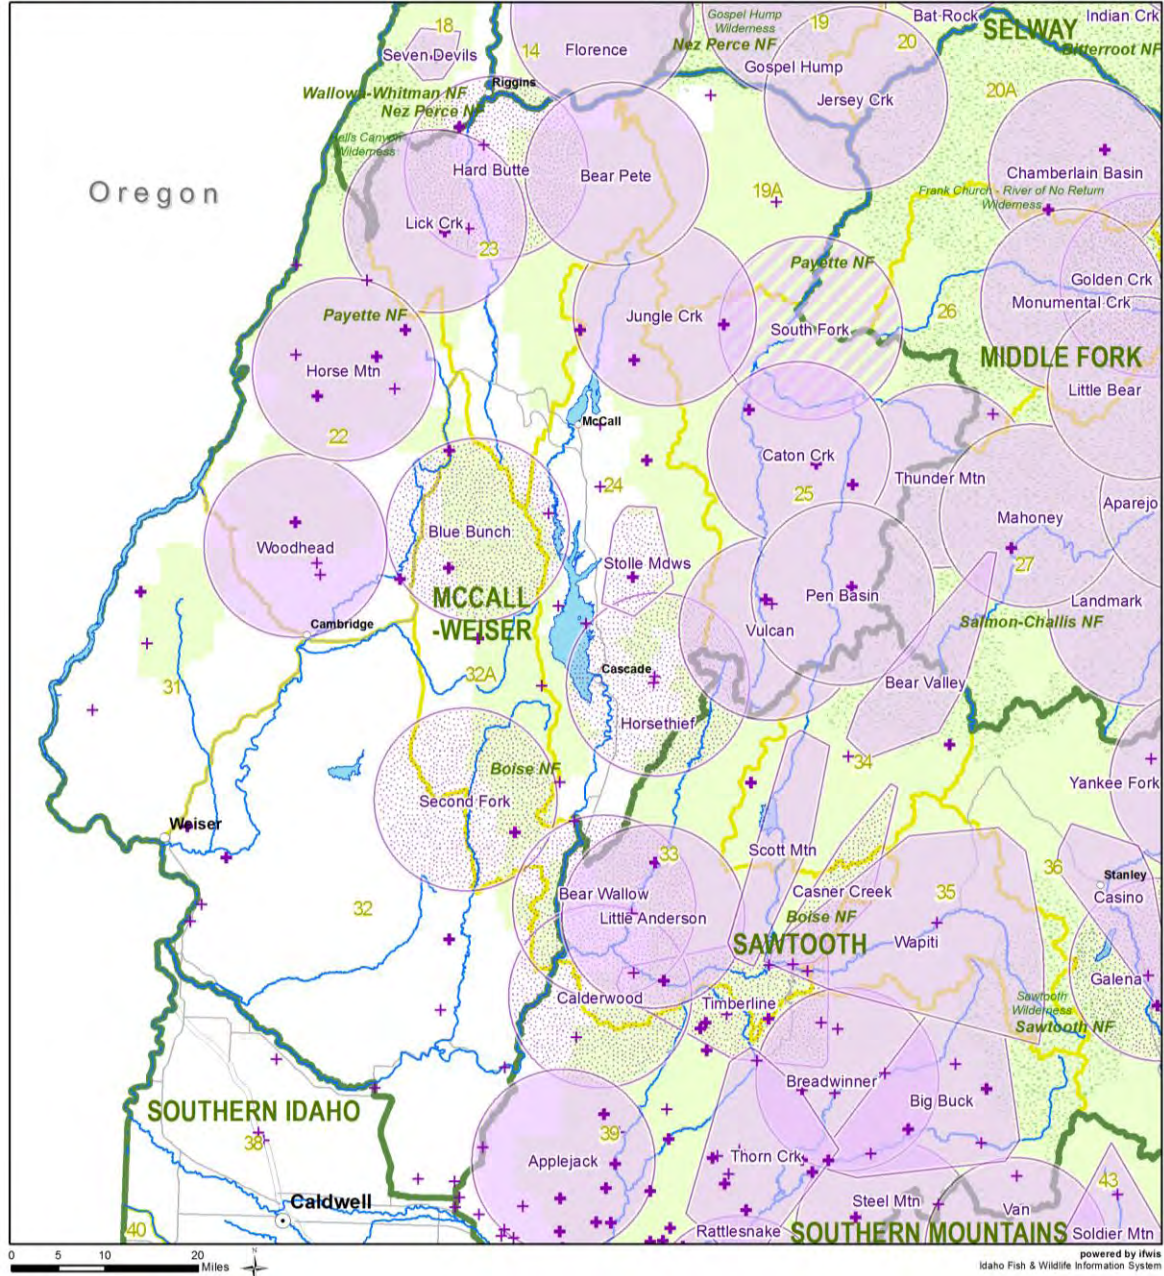 18
14
Gospel Hump
Wilderness
19
20
Bat Rock
SELWAY
Indian Crk
Seven Devils
Florence
Nez Perce NF
Bitterroot NF
Gospel Hump
Riggins
Wallowa-Whitman NF
Nez Perce NF
Jersey Crk
20A
Hells Canyon
Wilderness
Hard Butte
Bear Pete
Chamberlain Basin
Oregon
19A
Frank Church - River of No Return
Wilderness
Lick Crk
23
Payette NF
Golden Crk
Monumental Crk
Payette NF
Jungle Crk
South Fork
26
MIDDLE FORK
Horse Mtn
Little Bear
McCall
22
Caton Crk
24
25
Thunder Mtn
Aparejo
Blue Bunch
Mahoney
Woodhead
Stolle Mdws
27
MCCALL
-WEISER
Pen Basin
Landmark
Cambridge
Vulcan
Salmon-Challis NF
32A
Cascade
31
Bear Valley
Horsethief
34
Boise NF
Yankee Fork
Second Fork
Weiser
33
Scott Mtn
36
Stanley
Bear Wallow
Casner Creek
35
Casino
32
Little Anderson
Boise NF
SAWTOOTH
Wapiti
Galena
Calderwood
Timberline
Sawtooth
Wilderness
Sawtooth NF
Breadwinner
SOUTHERN IDAHO
Big Buck
38
39
Applejack
Thorn Crk
43
Caldwell
Steel Mtn
Van
40
Rattlesnake
SOUTHERN MOUNTAINS
Soldier Mtn
0 5 10 20
Miles
N
powered by ifwis
Idaho Fish & Wildlife Information System